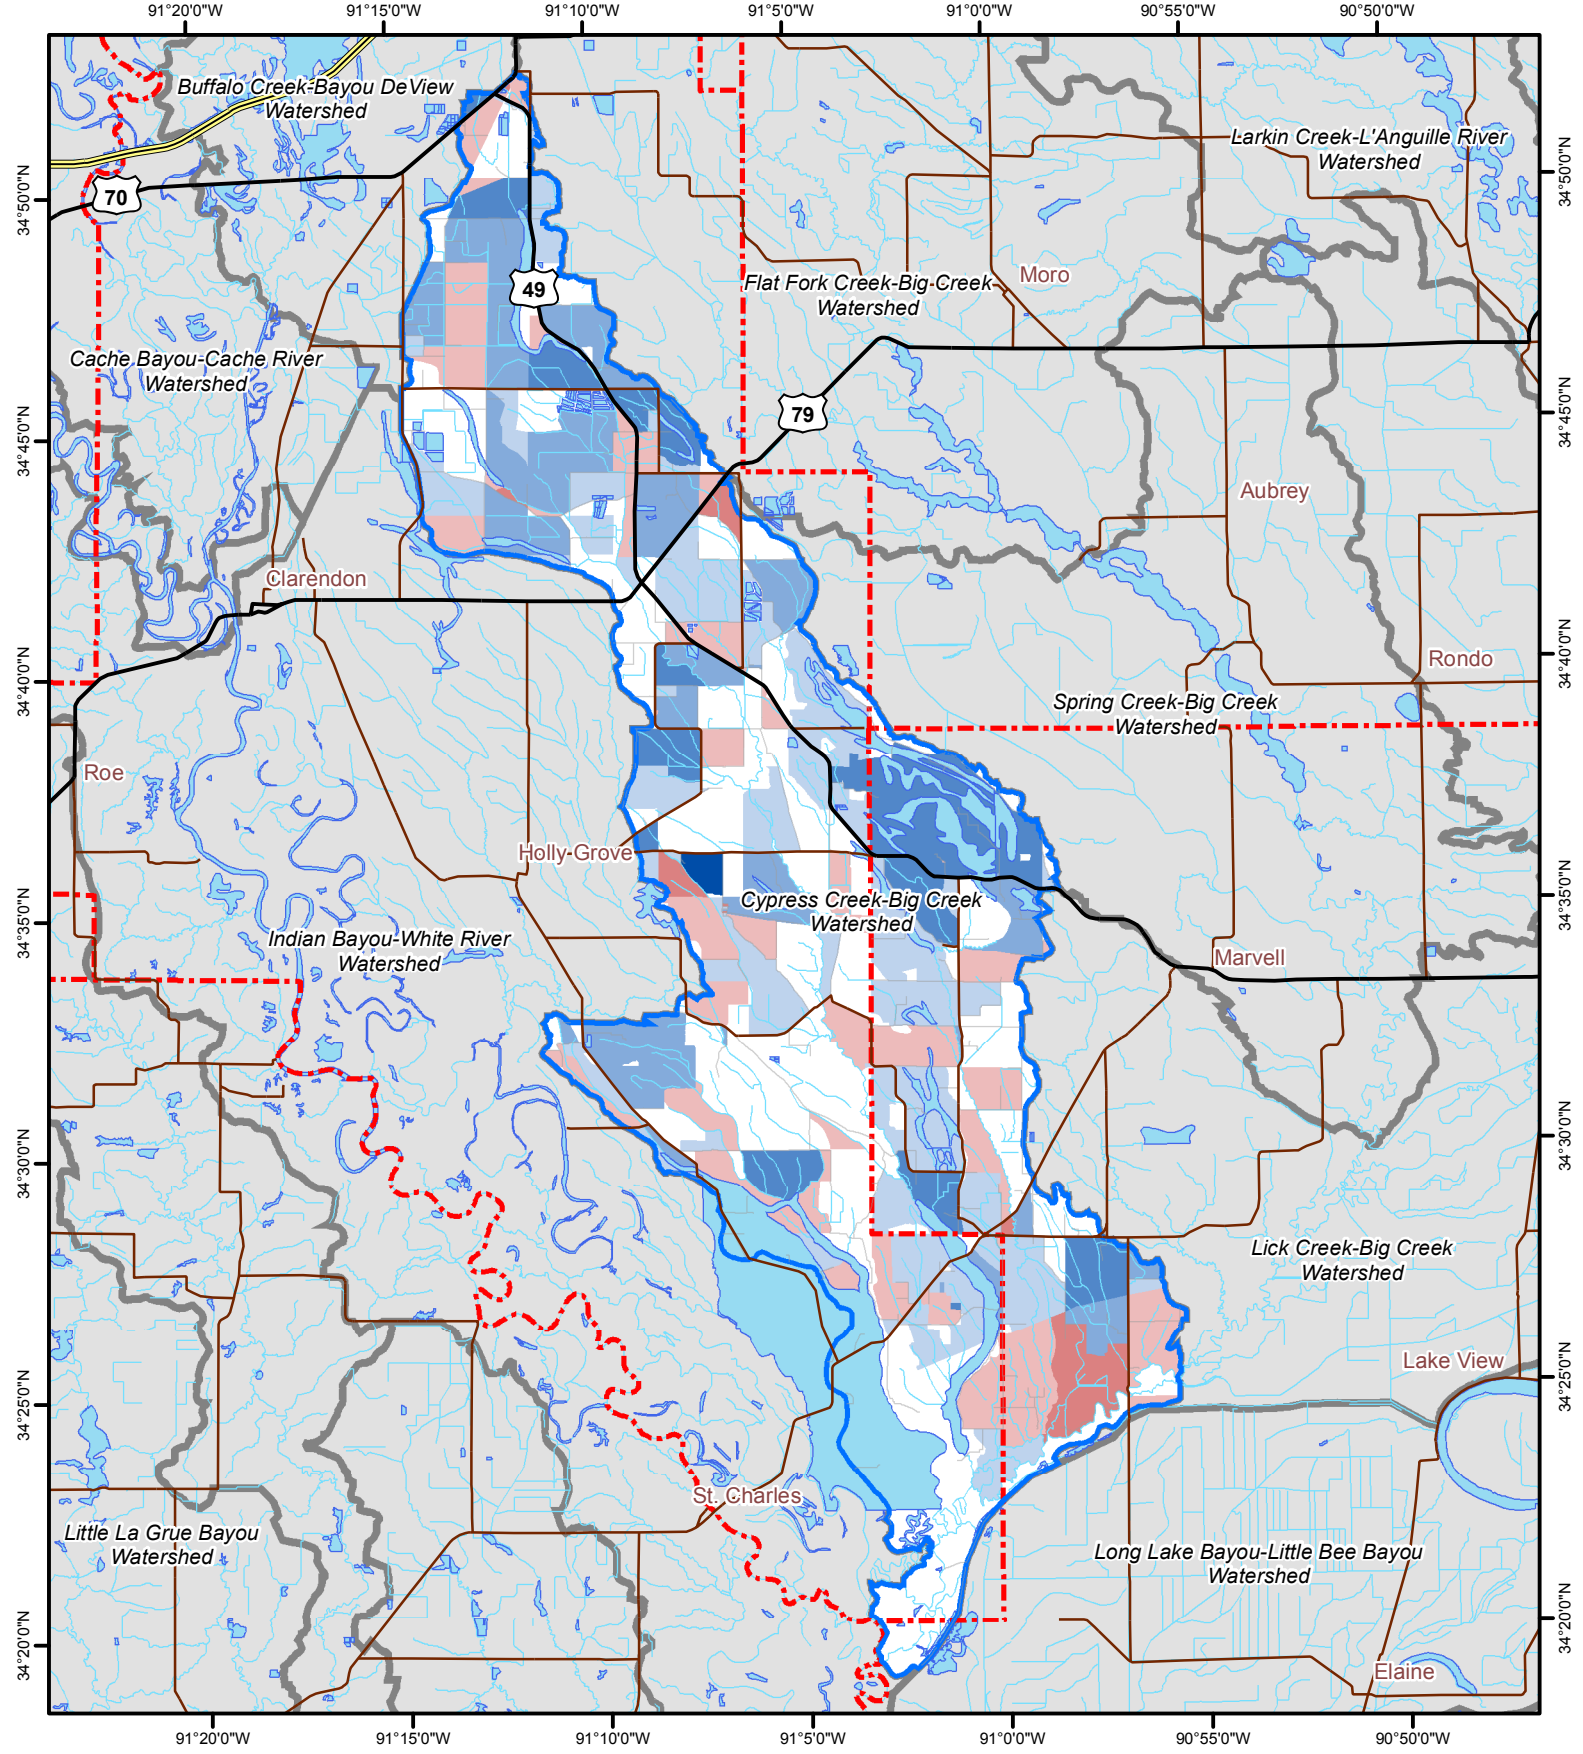 91°20'0"W 91°15'0"W 91°10'0"W 91°5'0"W 91°0'0"W 90°55'0"W 90°50'0"W
Buffalo Creek-Bayou DeView
Watershed
Larkin Creek-L'Anguille River
Watershed
34°50'0"N
34°50'0"N
70
49
Flat Fork Creek-Big Creek
Watershed
Moro
Cache Bayou-Cache River
Watershed
79
34°45'0"N
34°45'0"N
Aubrey
Clarendon
34°40'0"N
34°40'0"N
Rondo
Spring Creek-Big Creek
Watershed
Roe
Holly Grove
34°35'0"N
34°35'0"N
Cypress Creek-Big Creek
Watershed
Indian Bayou-White River
Watershed
Marvell
34°30'0"N
34°30'0"N
Lick Creek-Big Creek
Watershed
Lake View
34°25'0"N
34°25'0"N
St. Charles
Little La Grue Bayou
Watershed
Long Lake Bayou-Little Bee Bayou
Watershed
34°20'0"N
34°20'0"N
Elaine
91°20'0"W 91°15'0"W 91°10'0"W 91°5'0"W 91°0'0"W 90°55'0"W 90°50'0"W